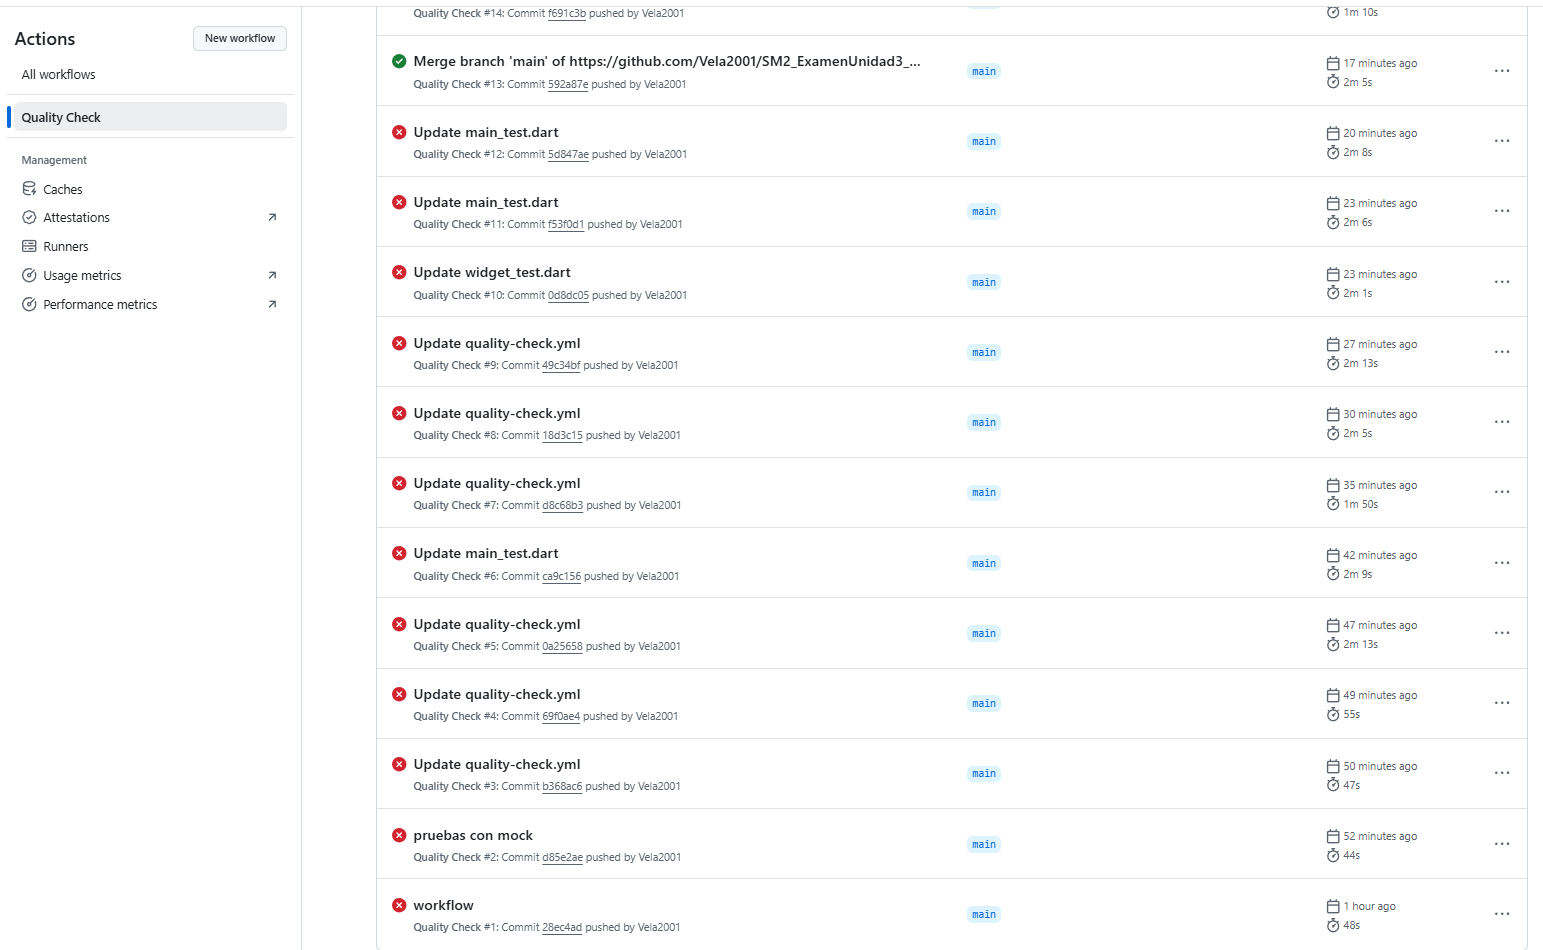 Actions
New workflow
All workflows
Quality Check
Management
Caches
Attestations
Runners
Usage metrics
Performance metrics
Quality Check #14: Commit f691c3b pushed by Vela2001
1m 10s
Merge branch 'main' of https://github.com/Vela2001/SM2_ExamenUnidad3_...
Quality Check #13: Commit 592a87e pushed by Vela2001
main
17 minutes ago
2m 5s
Update main_test.dart
Quality Check #12: Commit 5d847ae pushed by Vela2001
main
20 minutes ago
2m 8s
Update main_test.dart
Quality Check #11: Commit f53f0d1 pushed by Vela2001
main
23 minutes ago
2m 6s
Update widget_test.dart
Quality Check #10: Commit 0d8dc05 pushed by Vela2001
main
23 minutes ago
2m 1s
Update quality-check.yml
Quality Check #9: Commit 49c34bf pushed by Vela2001
main
27 minutes ago
2m 13s
Update quality-check.yml
Quality Check #8: Commit 18d3c15 pushed by Vela2001
main
30 minutes ago
2m 5s
Update quality-check.yml
Quality Check #7: Commit d8c68b3 pushed by Vela2001
main
35 minutes ago
1m 50s
Update main_test.dart
Quality Check #6: Commit ca9c156 pushed by Vela2001
main
42 minutes ago
2m 9s
Update quality-check.yml
Quality Check #5: Commit 0a25658 pushed by Vela2001
main
47 minutes ago
2m 13s
Update quality-check.yml
Quality Check #4: Commit 69f0ae4 pushed by Vela2001
main
49 minutes ago
55s
Update quality-check.yml
Quality Check #3: Commit b368ac6 pushed by Vela2001
main
50 minutes ago
47s
pruebas con mock
Quality Check #2: Commit d85e2ae pushed by Vela2001
main
52 minutes ago
44s
workflow
Quality Check #1: Commit 28ec4ad pushed by Vela2001
main
1 hour ago
48s